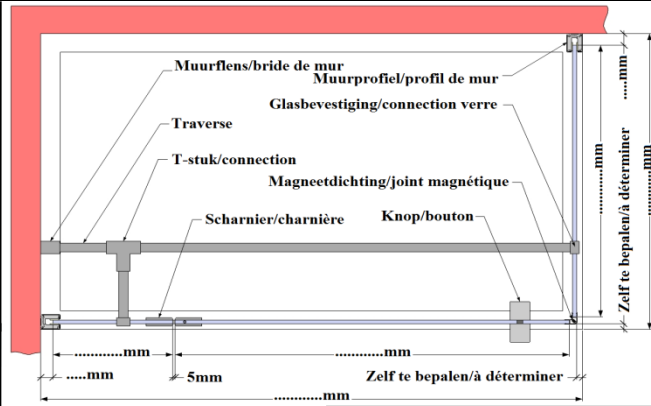 Muurflens/bride de mur
Muurprofiel/profil de mur
Glasbevestiging/connection verre
Traverse
T-stuk/connection
Magneetdichting/joint magnétique
Scharnier/charnière
Knop/bouton
.....mm
............mm
............mm
Zelf te bepalen/à déterminer
............mm
............mm
.....mm
5mm
Zelf te bepalen/à déterminer
............mm